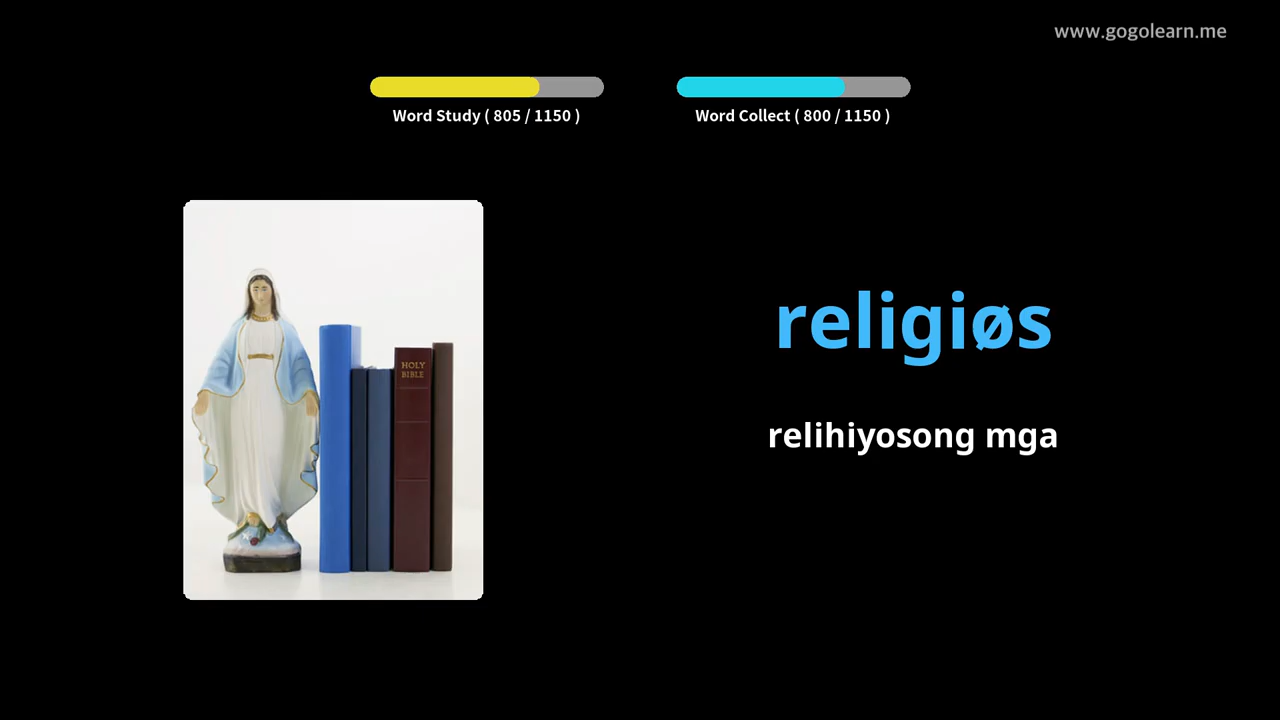 www.gogolearn.me
Word Study ( 805 / 1150 )
Word Collect ( 800 / 1150 )
HOLY
BIBLE
religiøs
relihiyosong mga